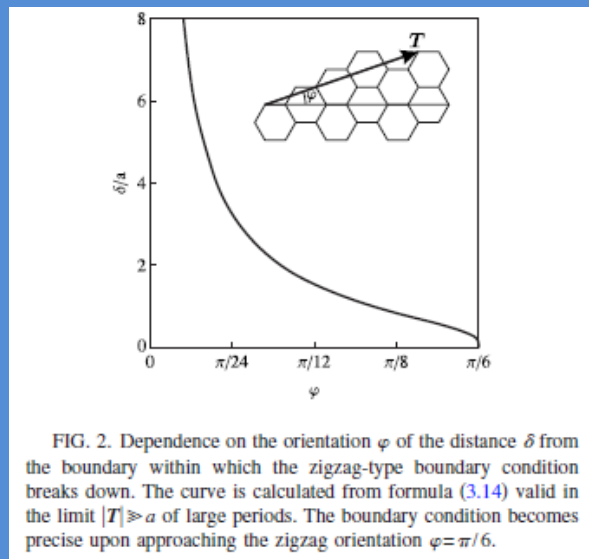 8
T
φ
6
δ/a
4
2
0
0 π/24 π/12 π/8 π/6
φ
FIG. 2. Dependence on the orientation φ of the distance δ from
the boundary within which the zigzag-type boundary condition
breaks down. The curve is calculated from formula (3.14) valid in
the limit |T| ≫ a of large periods. The boundary condition becomes
precise upon approaching the zigzag orientation φ=π/6.